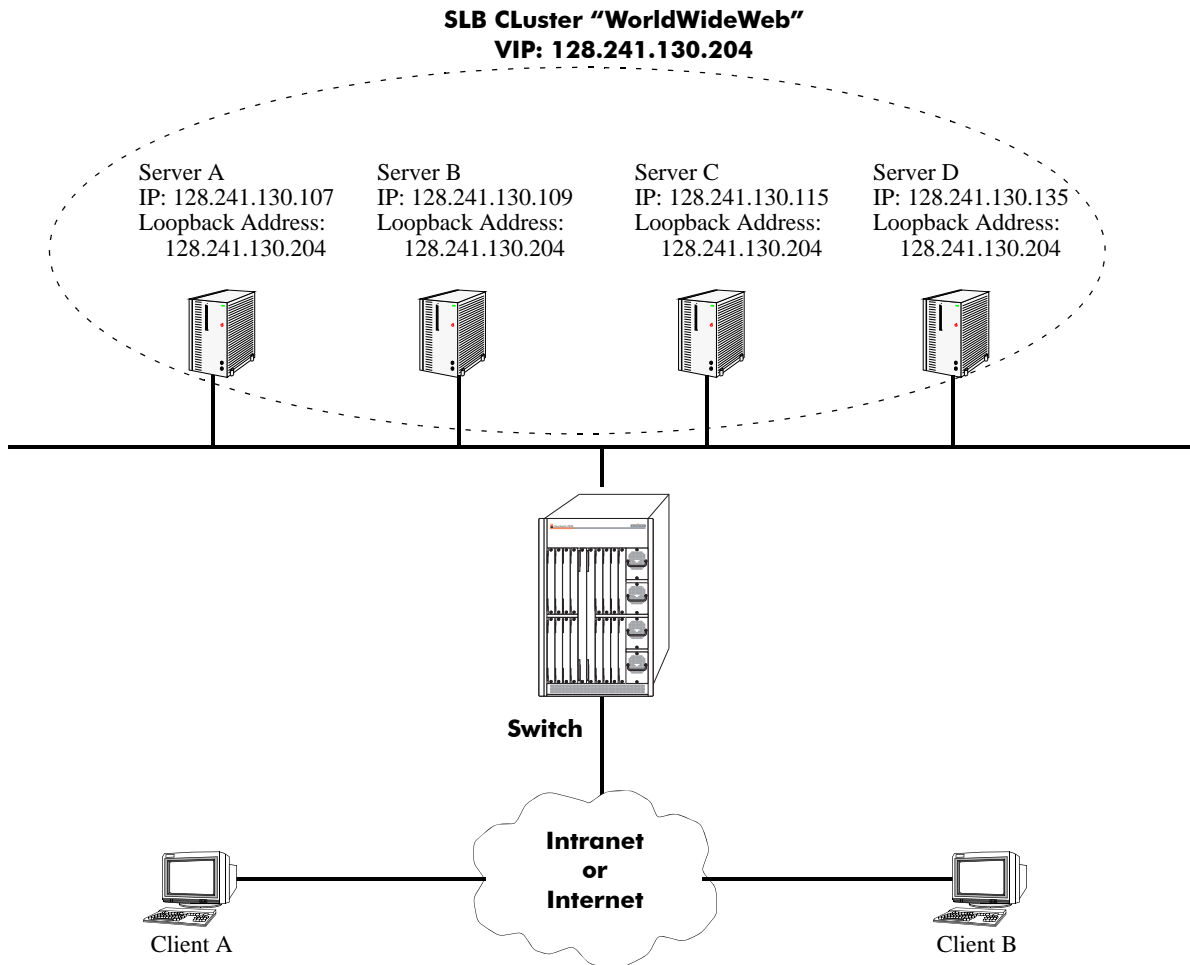 SLB CLuster “WorldWideWeb”
VIP: 128.241.130.204
Server A
IP: 128.241.130.107
Loopback Address:
128.241.130.204
Server B
IP: 128.241.130.109
Loopback Address:
128.241.130.204
Server C
IP: 128.241.130.115
Loopback Address:
128.241.130.204
Server D
IP: 128.241.130.135
Loopback Address:
128.241.130.204
Switch
Intranet
or
Internet
Client A
Client B